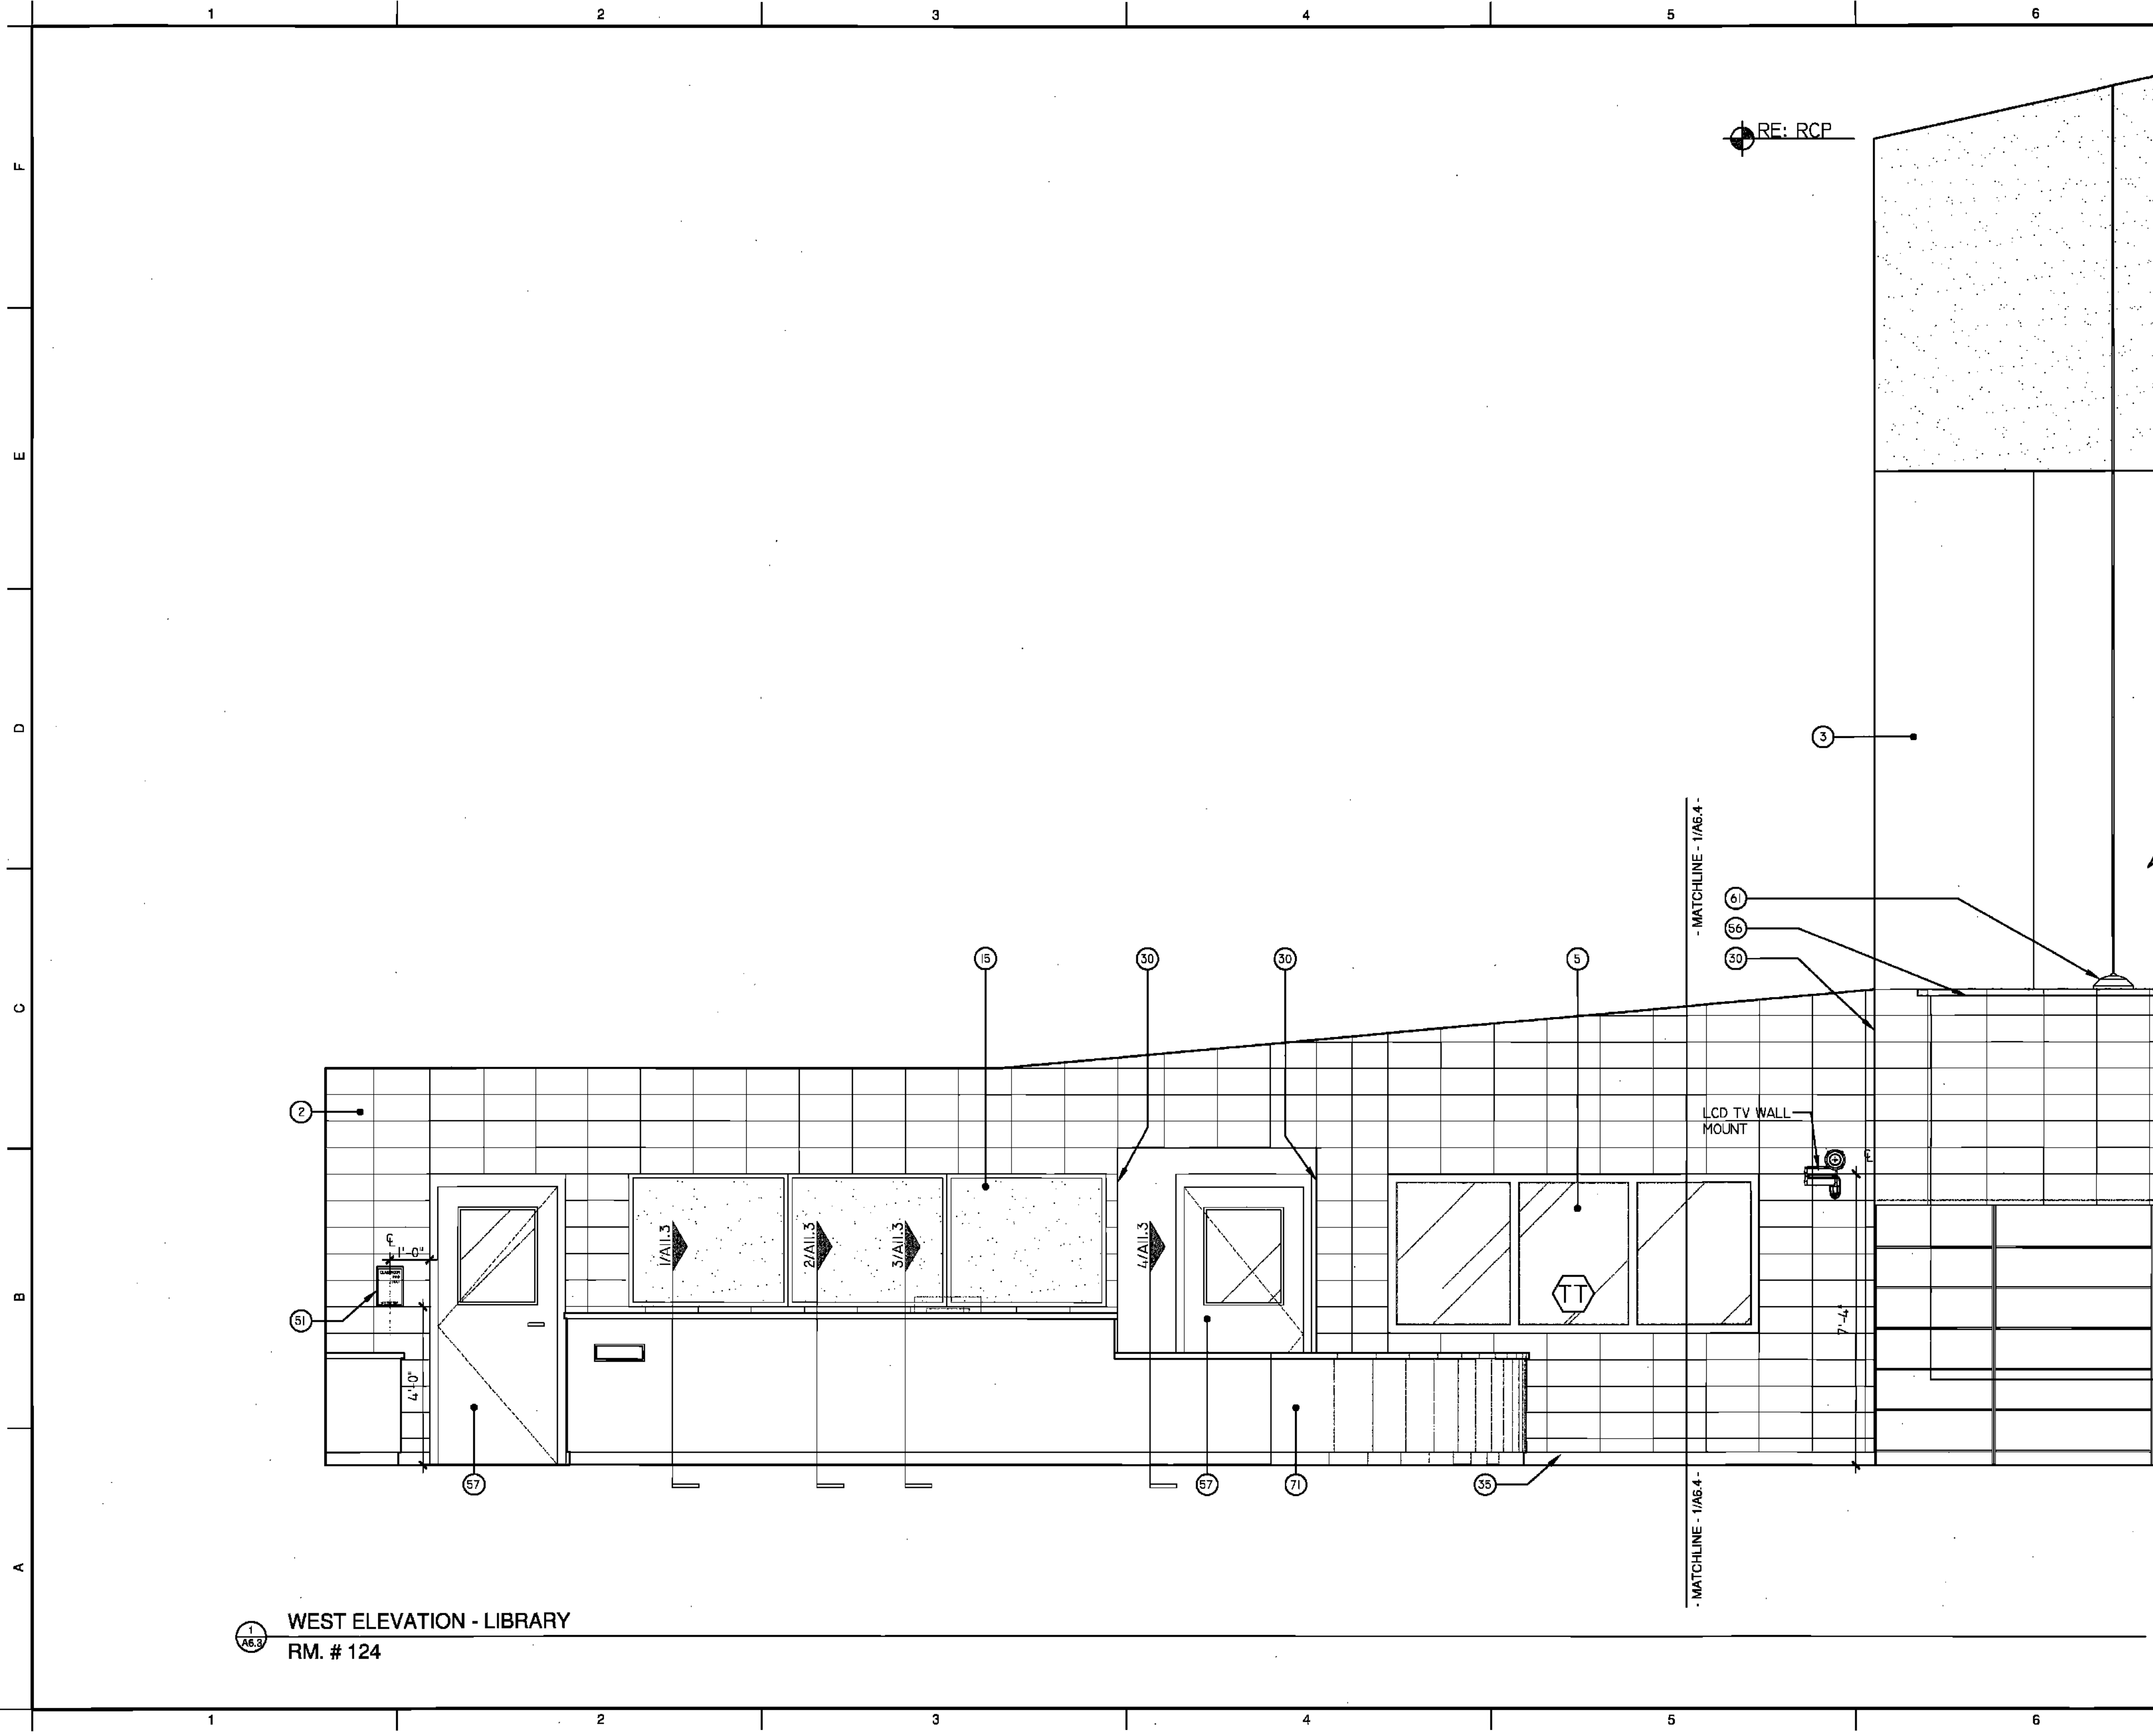 1 2 3 4 5 6
F
E
D
C
B
A
RE: RCP
3
- MATCHLINE - 1/A6.4 -
61
56
30
15
30
30
5
2
LCD TV WALL
MOUNT
℄
℄
1'-0"
1/A11.3
2/A11.3
3/A11.3
4/A11.3
TT
7'-4"
51
4'-0"
57
57
71
35
- MATCHLINE - 1/A6.4 -
1
A6.3
WEST ELEVATION - LIBRARY
RM. # 124
1 2 3 4 5 6